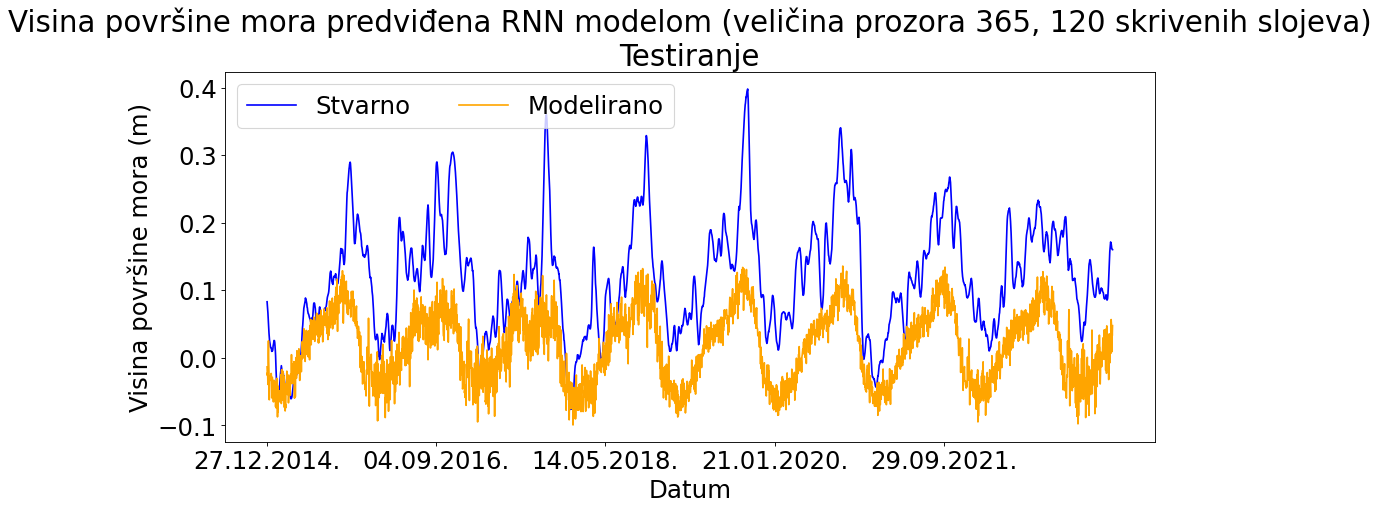 Visina površine mora predviđena RNN modelom (veličina prozora 365, 120 skrivenih slojeva)
Testiranje
Stvarno Modelirano
Visina površine mora (m)
0.4
0.3
0.2
0.1
0.0
−0.1
27.12.2014. 04.09.2016. 14.05.2018. 21.01.2020. 29.09.2021.
Datum